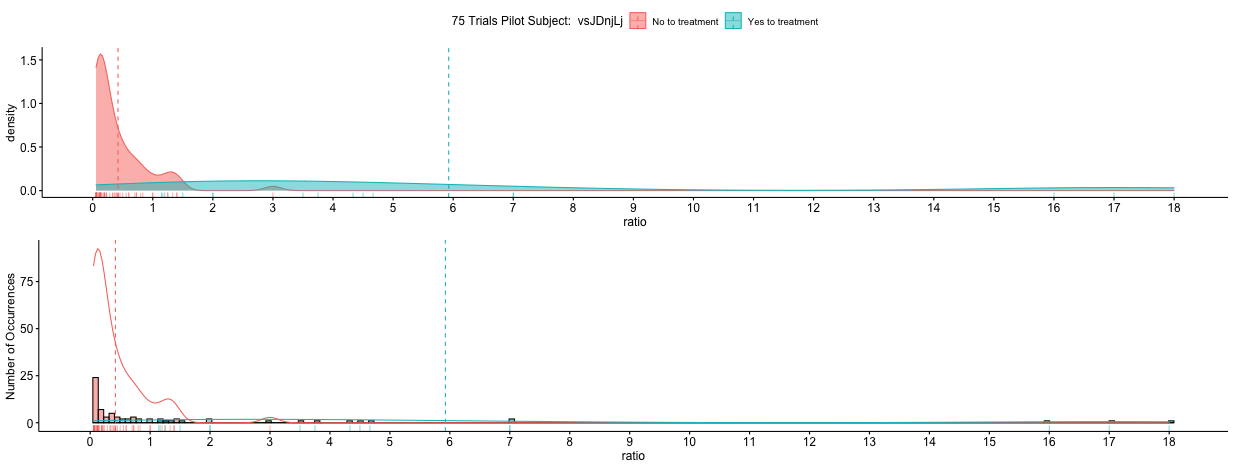 75 Trials Pilot Subject: vsJDnjLj No to treatment Yes to treatment
density
1.5
1.0
0.5
0.0
0 1 2 3 4 5 6 7 8 9 10 11 12 13 14 15 16 17 18
ratio
Number of Occurrences
75
50
25
0
0 1 2 3 4 5 6 7 8 9 10 11 12 13 14 15 16 17 18
ratio